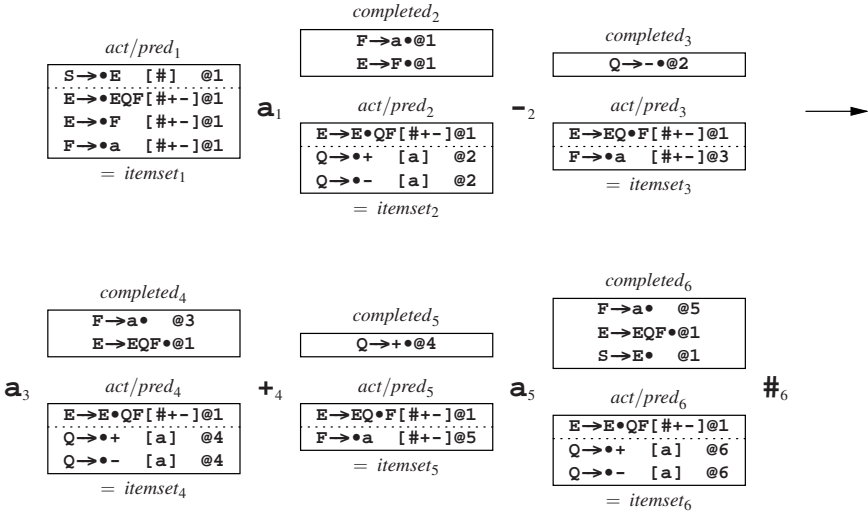 act/pred₁
S→•E [#] @1
E→•EQF[#+-]@1
E→•F [#+-]@1
F→•a [#+-]@1
= itemset₁
a₁
completed₂
F→a•@1
E→F•@1
act/pred₂
E→E•QF[#+-]@1
Q→•+ [a] @2
Q→•- [a] @2
= itemset₂
-₂
completed₃
Q→-•@2
act/pred₃
E→EQ•F[#+-]@1
F→•a [#+-]@3
= itemset₃
a₃
completed₄
F→a• @3
E→EQF•@1
act/pred₄
E→E•QF[#+-]@1
Q→•+ [a] @4
Q→•- [a] @4
= itemset₄
+₄
completed₅
Q→+•@4
act/pred₅
E→EQ•F[#+-]@1
F→•a [#+-]@5
= itemset₅
a₅
completed₆
F→a• @5
E→EQF•@1
S→E• @1
act/pred₆
E→E•QF[#+-]@1
Q→•+ [a] @6
Q→•- [a] @6
= itemset₆
#₆